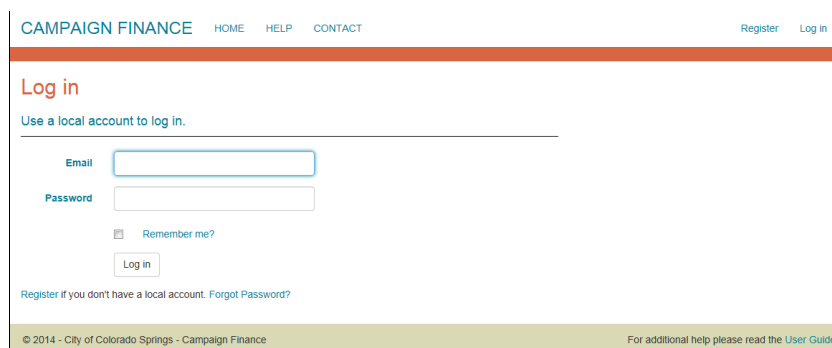 CAMPAIGN FINANCE HOME HELP CONTACT Register Log in
Log in
Use a local account to log in.
Email
Password
Remember me?
Log in
Register if you don't have a local account. Forgot Password?
© 2014 - City of Colorado Springs - Campaign Finance For additional help please read the User Guide